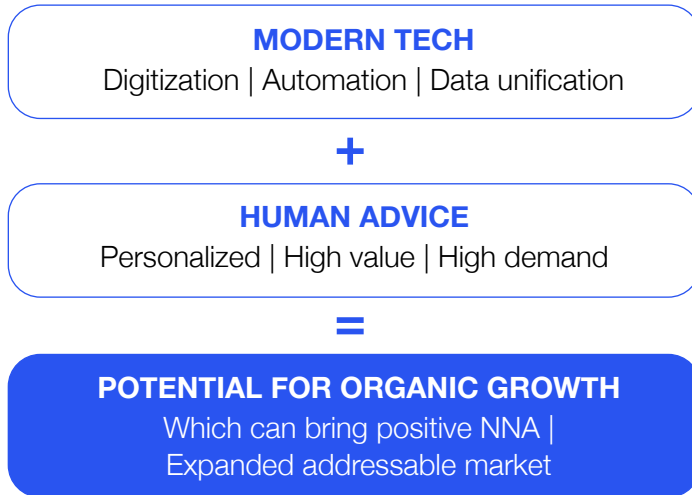 MODERN TECH
Digitization | Automation | Data unification
+
HUMAN ADVICE
Personalized | High value | High demand
=
POTENTIAL FOR ORGANIC GROWTH
Which can bring positive NNA |
Expanded addressable market